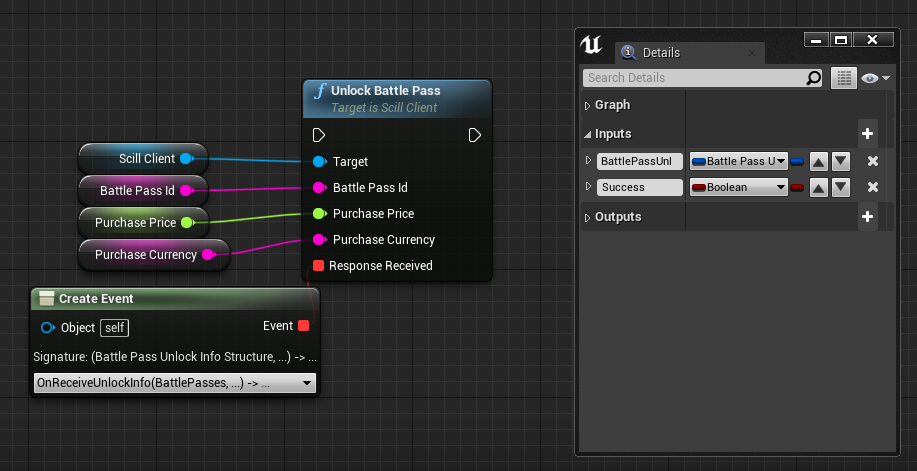 Unlock Battle Pass
Target is Scill Client
Scill Client
Target
Battle Pass Id
Battle Pass Id
Purchase Price
Purchase Price
Purchase Currency
Purchase Currency
Response Received
Create Event
Object self
Event
Signature: (Battle Pass Unlock Info Structure, ...) -> ...
OnReceiveUnlockInfo(BattlePasses, ...) -> ...
Details
Search Details
Graph
Inputs
BattlePassUnl
Battle Pass U
Success
Boolean
Outputs